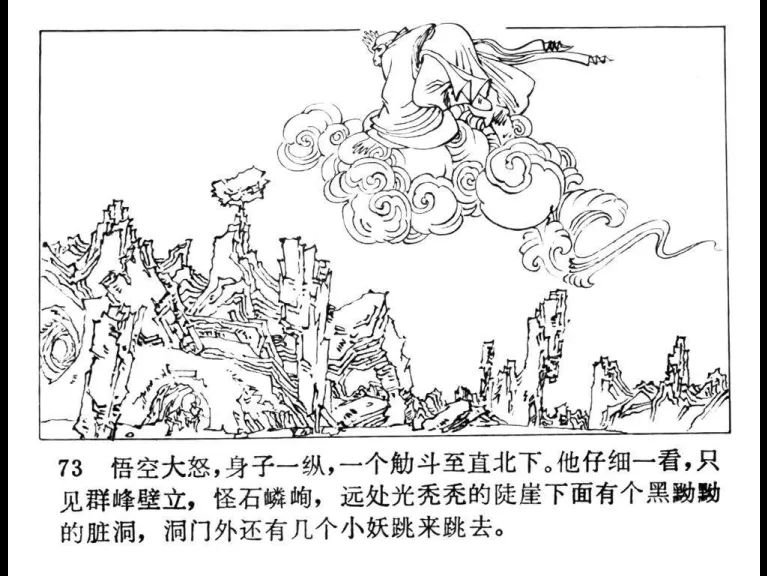 73 悟空大怒，身子一纵，一个觔斗至直北下。他仔细一看，只
见群峰壁立，怪石嶙峋，远处光秃秃的陡崖下面有个黑黝黝
的脏洞，洞门外还有几个小妖跳来跳去。